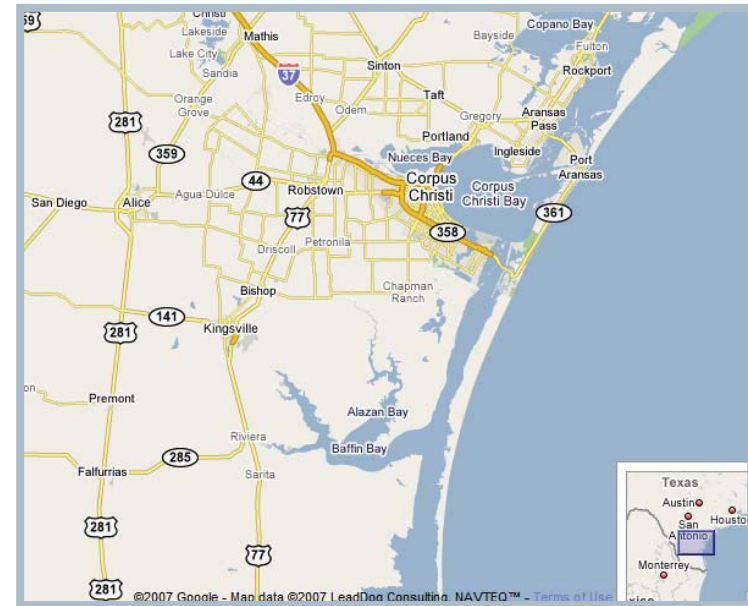 59
Christi
Copano Bay
Lakeside
Mathis
Bayside
Fulton
Lake City
Sinton
Rockport
Sandia
37
Taft
Edroy
Orange
Grove
Odem
Gregory
Aransas
Pass
281
Portland
359
Nueces Bay
Ingleside
Port
Aransas
44
Corpus
Christi
Corpus
Christi Bay
Agua Dulce
Robstown
San Diego
Alice
77
361
358
Driscoll
Petronila
Bishop
Chapman
Ranch
141
281
Kingsville
on
Premont
Alazan Bay
Riviera
Baffin Bay
285
Falfurrias
Sarita
Texas
Austin
San
Antonio
Houston
281
77
Monterrey
281
©2007 Google - Map data ©2007 LeadDog Consulting, NAVTEQ™ - Terms of Use